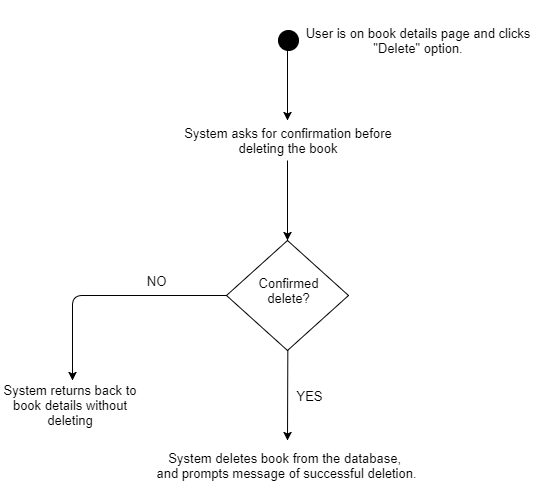 User is on book details page and clicks
"Delete" option.
System asks for confirmation before
deleting the book
Confirmed
delete?
NO
System returns back to
book details without
deleting
YES
System deletes book from the database,
and prompts message of successful deletion.